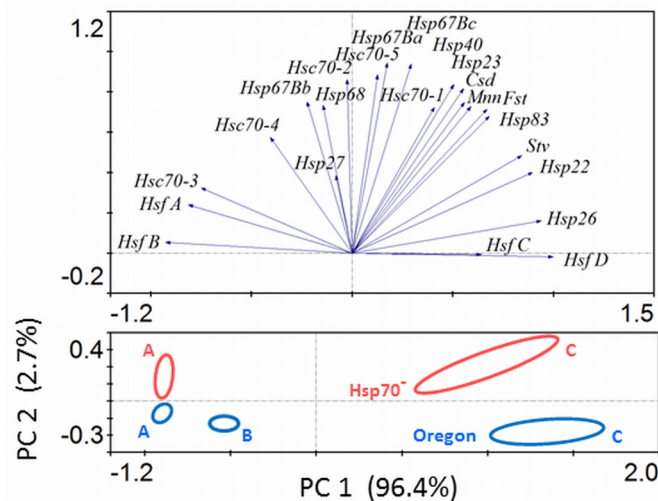 1.2
Hsp67Bc
Hsp67Ba
Hsp40
Hsc70-5
Hsp23
Hsc70-2
Csd
Hsp67Bb
Hsp68
Hsc70-1
MnnFst
Hsc70-4
Hsp83
Hsp27
Stv
Hsp22
Hsc70-3
Hsf A
Hsp26
Hsf B
Hsf C
Hsf D
-0.2
-1.2
1.5
0.4
A
C
Hsp70-
A
B
Oregon
C
-0.3
-1.2
2.0
PC 1 (96.4%)
PC 2 (2.7%)